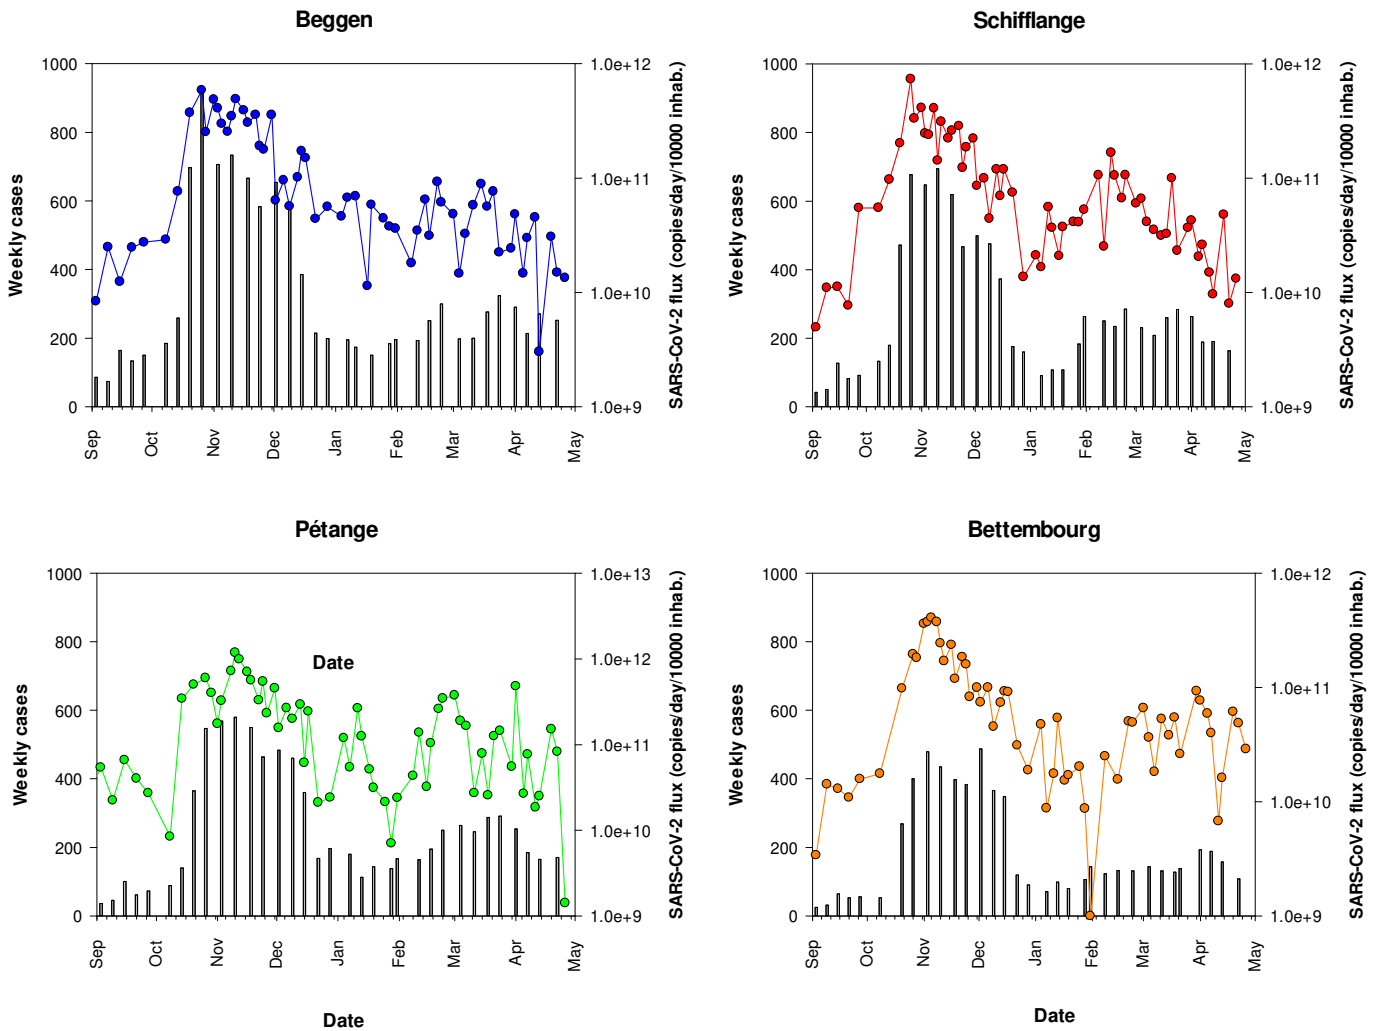 Beggen
Schifflange
1000
800
600
400
200
0
Weekly cases
1.0e+12
1.0e+11
1.0e+10
1.0e+9
SARS-CoV-2 flux (copies/day/10000 inhab.)
Sep
Oct
Nov
Dec
Jan
Feb
Mar
Apr
May
1000
800
600
400
200
0
Weekly cases
1.0e+12
1.0e+11
1.0e+10
1.0e+9
SARS-CoV-2 flux (copies/day/10000 inhab.)
Sep
Oct
Nov
Dec
Jan
Feb
Mar
Apr
May
Pétange
Bettembourg
1000
800
600
400
200
0
Weekly cases
Date
1.0e+13
1.0e+12
1.0e+11
1.0e+10
1.0e+9
SARS-CoV-2 flux (copies/day/10000 inhab.)
Sep
Oct
Nov
Dec
Jan
Feb
Mar
Apr
May
Date
1000
800
600
400
200
0
Weekly cases
1.0e+12
1.0e+11
1.0e+10
1.0e+9
SARS-CoV-2 flux (copies/day/10000 inhab.)
Sep
Oct
Nov
Dec
Jan
Feb
Mar
Apr
May
Date